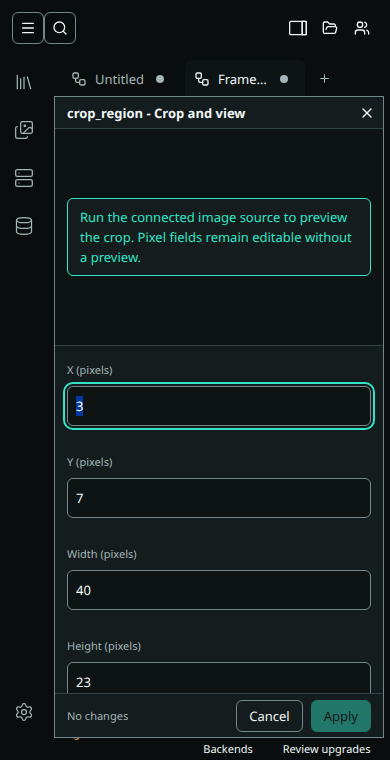 Untitled
Frame...
crop_region - Crop and view
Run the connected image source to preview
the crop. Pixel fields remain editable without
a preview.
X (pixels)
3
Y (pixels)
7
Width (pixels)
40
Height (pixels)
23
No changes
Cancel
Apply
Backends
Review upgrades